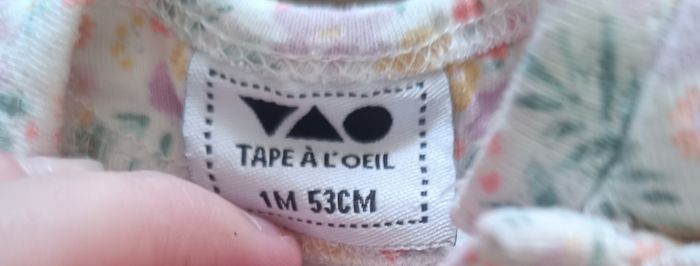 TAPE À L'OEIL
1M 53CM